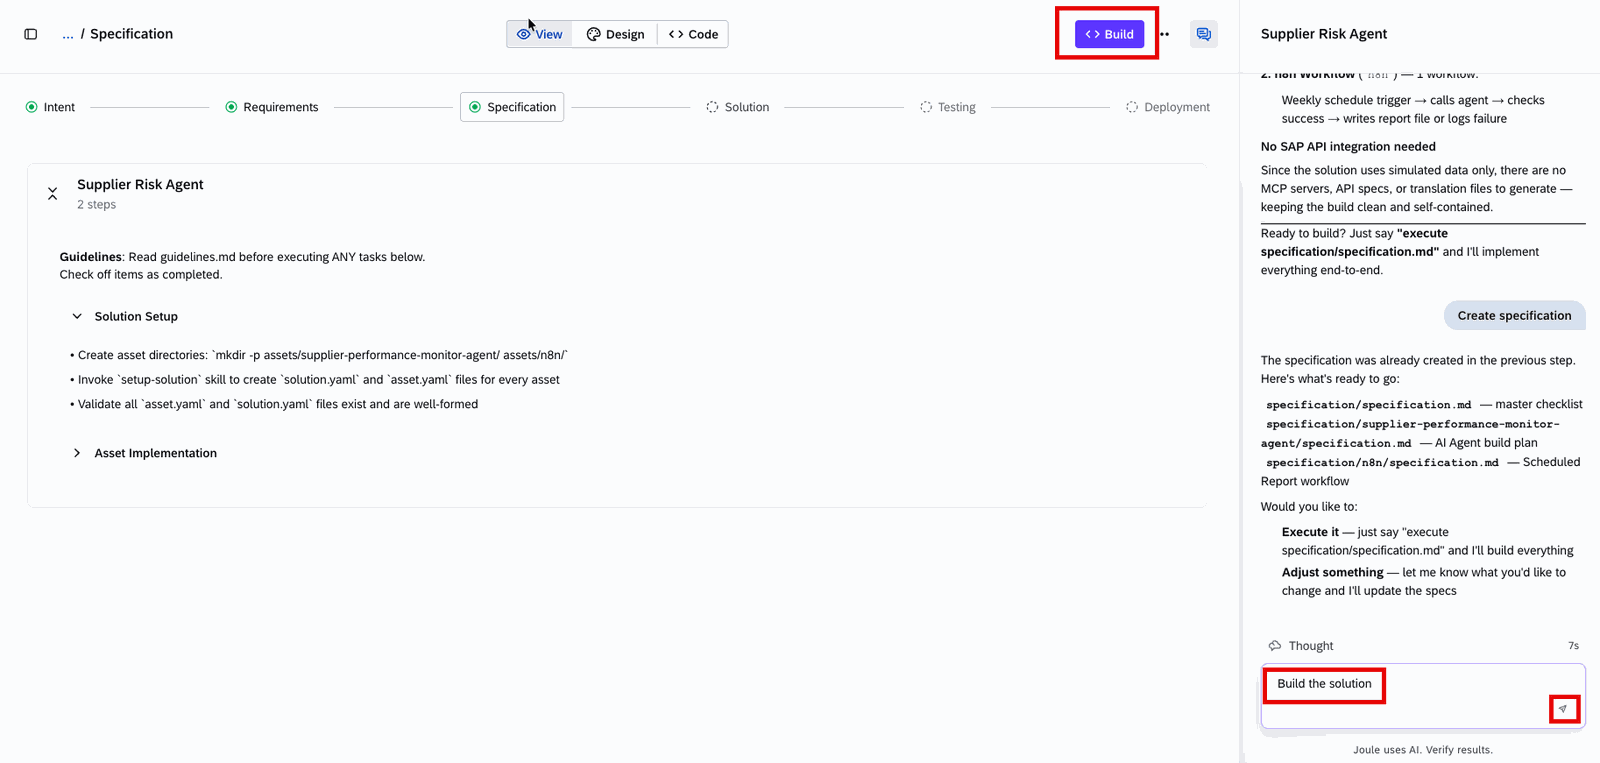 ... / Specification
View
Design
Code
Build
Supplier Risk Agent
Intent
Requirements
Specification
Solution
Testing
Deployment
Supplier Risk Agent
2 steps
Guidelines: Read guidelines.md before executing ANY tasks below.
Check off items as completed.
Solution Setup
• Create asset directories: `mkdir -p assets/supplier-performance-monitor-agent/ assets/n8n/`
• Invoke `setup-solution` skill to create `solution.yaml` and `asset.yaml` files for every asset
• Validate all `asset.yaml` and `solution.yaml` files exist and are well-formed
Asset Implementation
2. n8n Workflow ( n8n ) — 1 workflow:
Weekly schedule trigger → calls agent → checks
success → writes report file or logs failure
No SAP API integration needed
Since the solution uses simulated data only, there are no
MCP servers, API specs, or translation files to generate —
keeping the build clean and self-contained.
Ready to build? Just say "execute
specification/specification.md" and I'll implement
everything end-to-end.
Create specification
The specification was already created in the previous step.
Here's what's ready to go:
specification/specification.md — master checklist
specification/supplier-performance-monitor-
agent/specification.md — AI Agent build plan
specification/n8n/specification.md — Scheduled
Report workflow
Would you like to:
Execute it — just say "execute
specification/specification.md" and I'll build everything
Adjust something — let me know what you'd like to
change and I'll update the specs
Thought 7s
Build the solution
Joule uses AI. Verify results.